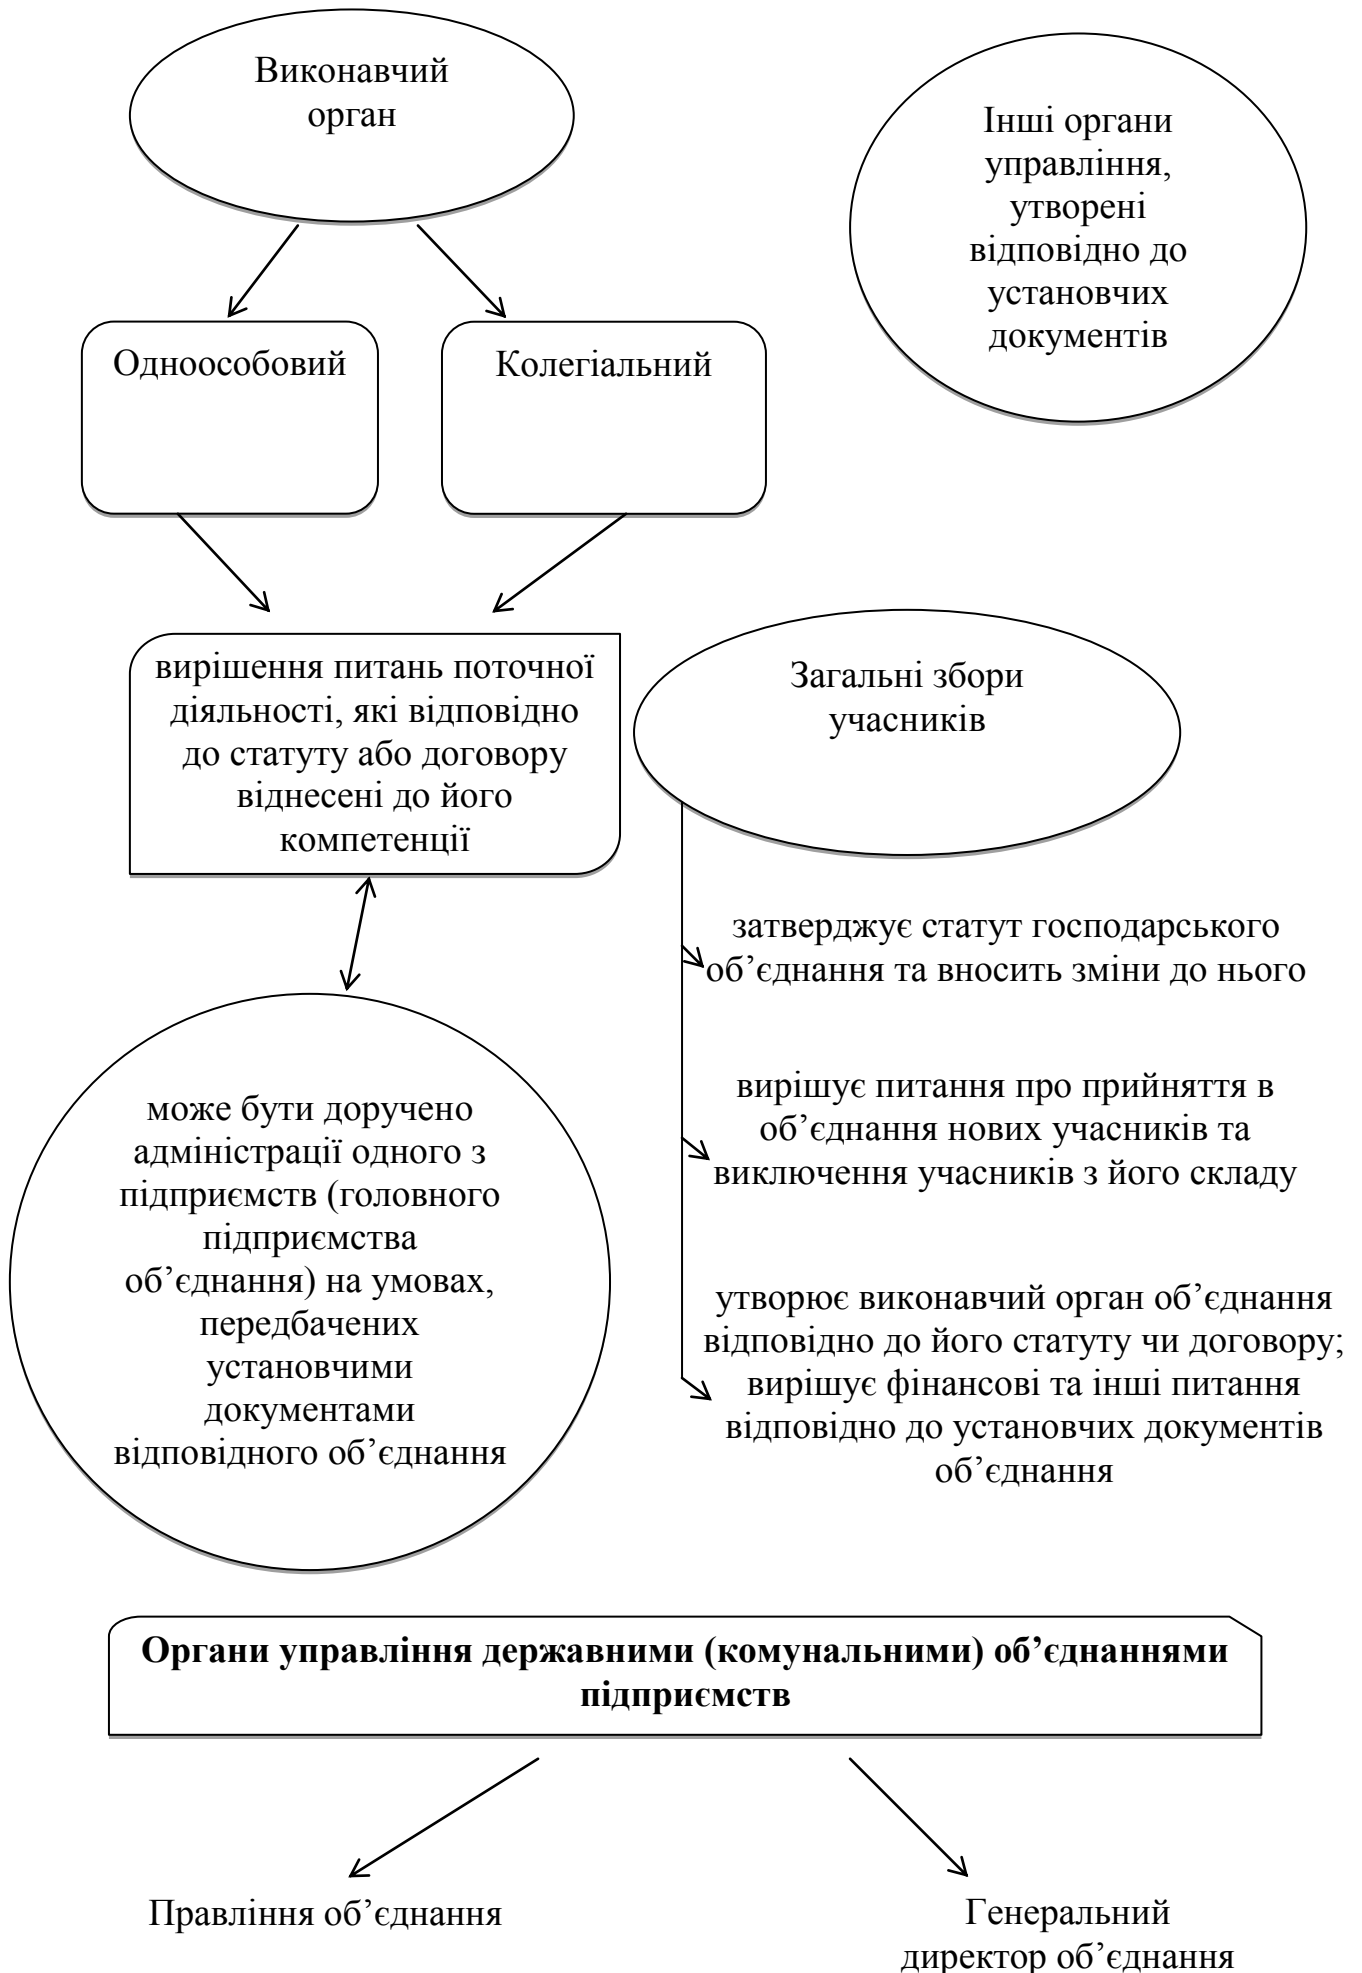 Виконавчий
орган
Інші органи
управління,
утворені
відповідно до
установчих
документів
Одноособовий
Колегіальний
вирішення питань поточної
діяльності, які відповідно
до статуту або договору
віднесені до його
компетенції
Загальні збори
учасників
затверджує статут господарського
об’єднання та вносить зміни до нього
вирішує питання про прийняття в
об’єднання нових учасників та
виключення учасників з його складу
може бути доручено
адміністрації одного з
підприємств (головного
підприємства
об’єднання) на умовах,
передбачених
установчими
документами
відповідного об’єднання
утворює виконавчий орган об’єднання
відповідно до його статуту чи договору;
вирішує фінансові та інші питання
відповідно до установчих документів
об’єднання
Органи управління державними (комунальними) об’єднаннями
підприємств
Правління об’єднання
Генеральний
директор об’єднання